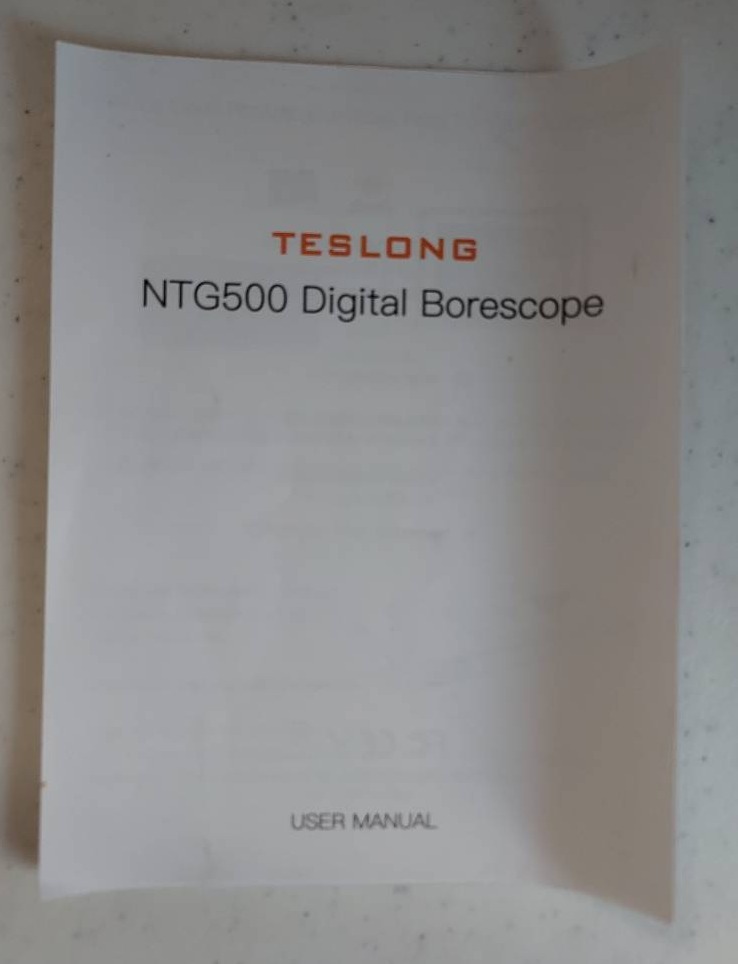 TESLONG
NTG500 Digital Borescope
USER MANUAL